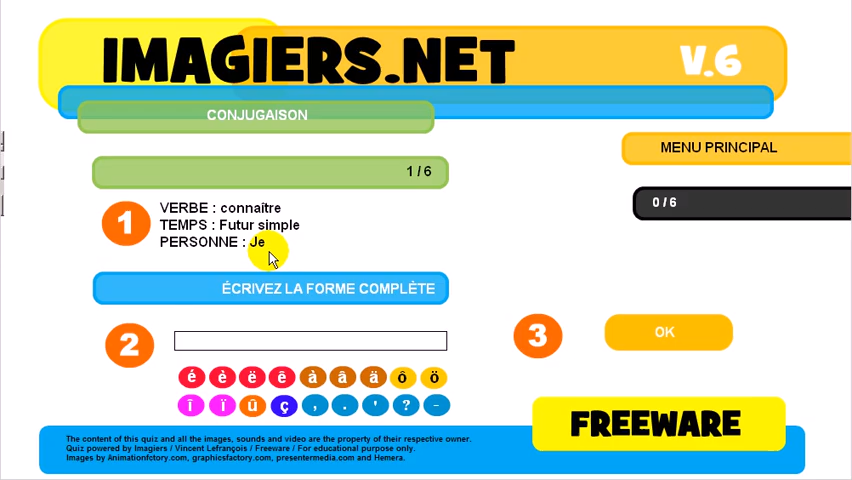 IMAGIERS.NET
V.6
CONJUGAISON
MENU PRINCIPAL
1 / 6
0 / 6
1
VERBE : connaître
TEMPS : Futur simple
PERSONNE : Je
ÉCRIVEZ LA FORME COMPLÈTE
2
3
OK
é è ë ê à â ä ô ö
î ï û ç , . ' ? -
FREEWARE
The content of this quiz and all the images, sounds and video are the property of their respective owner.
Quiz powered by Imagiers / Vincent Lefrançois / Freeware / For educational purpose only.
Images by Animationfctory.com, graphicsfactory.com, presentermedia.com and Hemera.